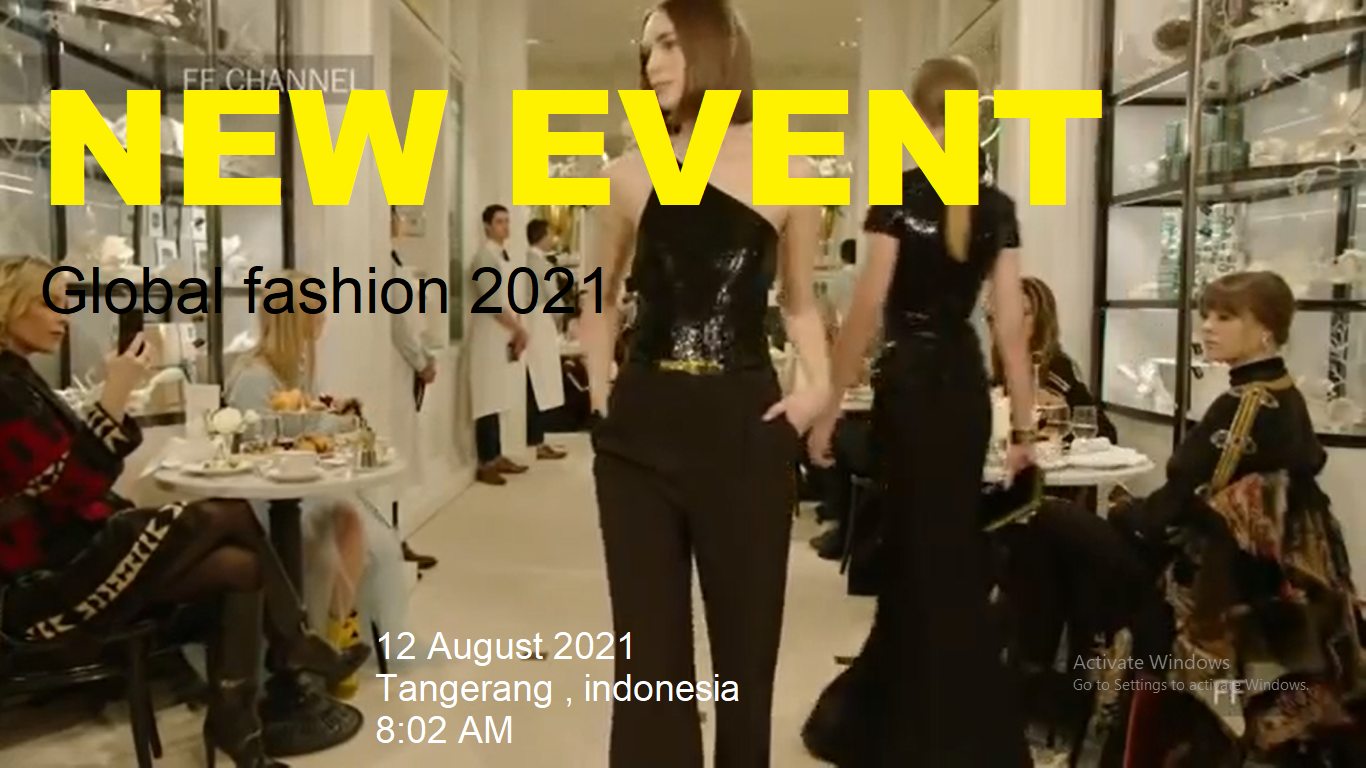 FF CHANNEL
NEW EVENT
Global fashion 2021
12 August 2021
Tangerang , indonesia
8:02 AM
Activate Windows
Go to Settings to activate Windows.
FF